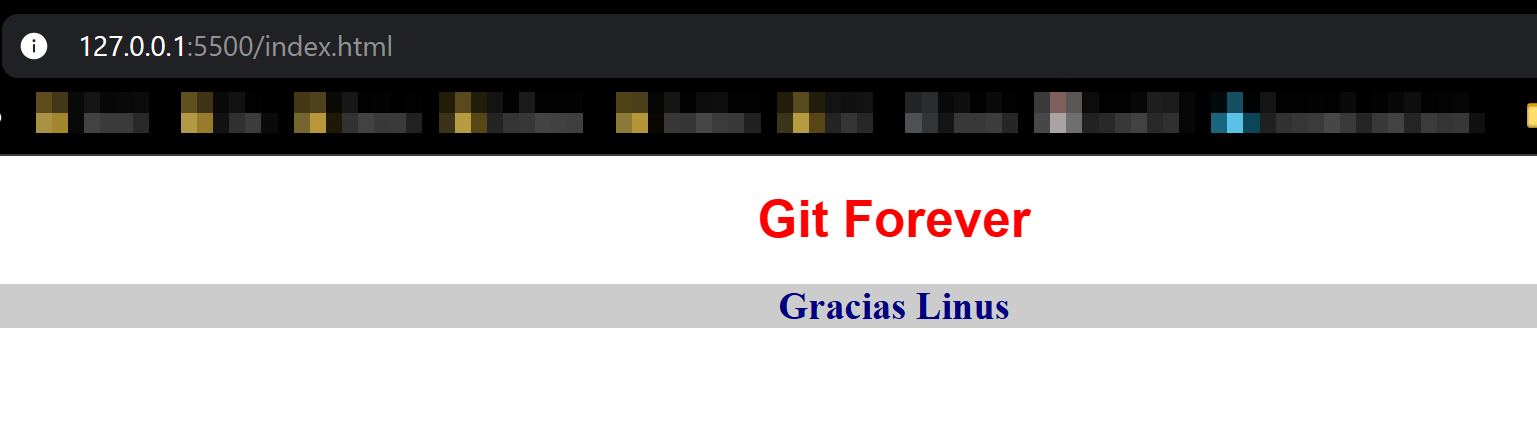 127.0.0.1:5500/index.html
Git Forever
Gracias Linus